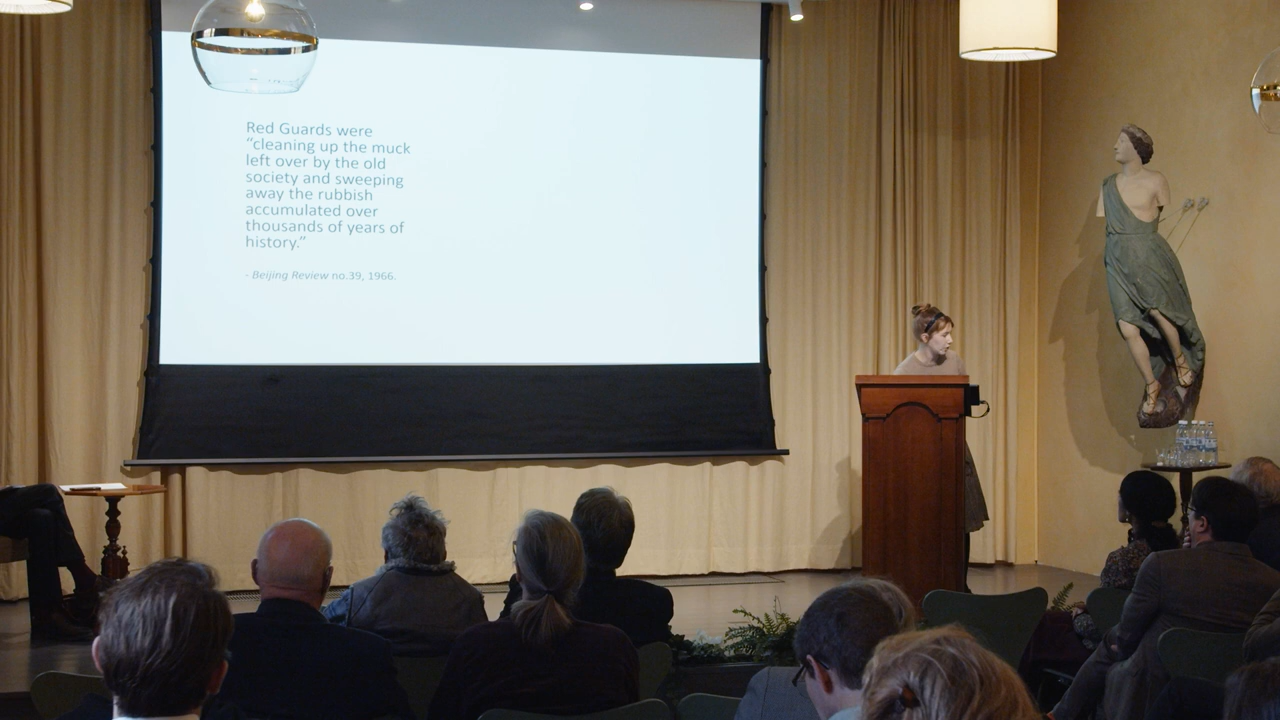 Red Guards were
“cleaning up the muck
left over by the old
society and sweeping
away the rubbish
accumulated over
thousands of years of
history.”
- Beijing Review no.39, 1966.